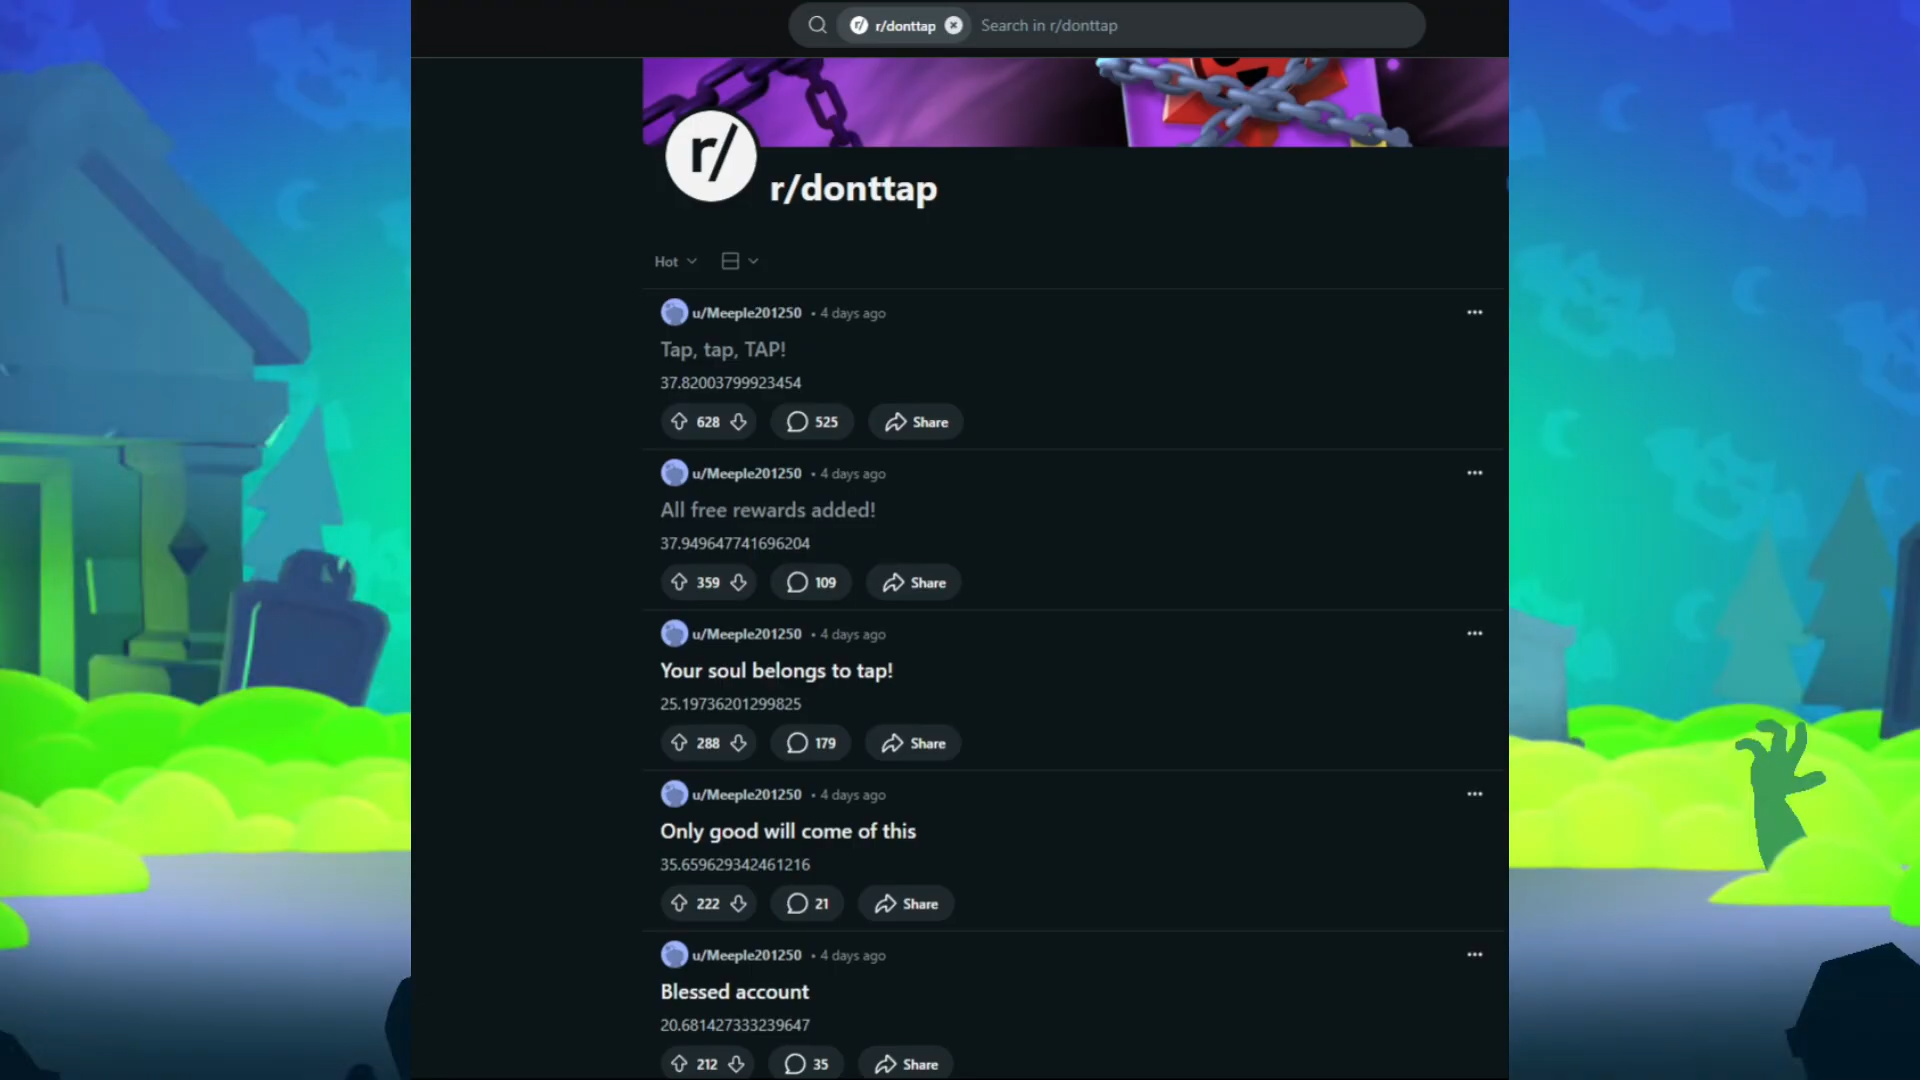 r/donttap Search in r/donttap
r/
r/donttap
Hot
u/Meeple201250 • 4 days ago
Tap, tap, TAP!
37.82003799923454
628 525 Share
u/Meeple201250 • 4 days ago
All free rewards added!
37.949647741696204
359 109 Share
u/Meeple201250 • 4 days ago
Your soul belongs to tap!
25.19736201299825
288 179 Share
u/Meeple201250 • 4 days ago
Only good will come of this
35.659629342461216
222 21 Share
u/Meeple201250 • 4 days ago
Blessed account
20.681427333239647
212 35 Share